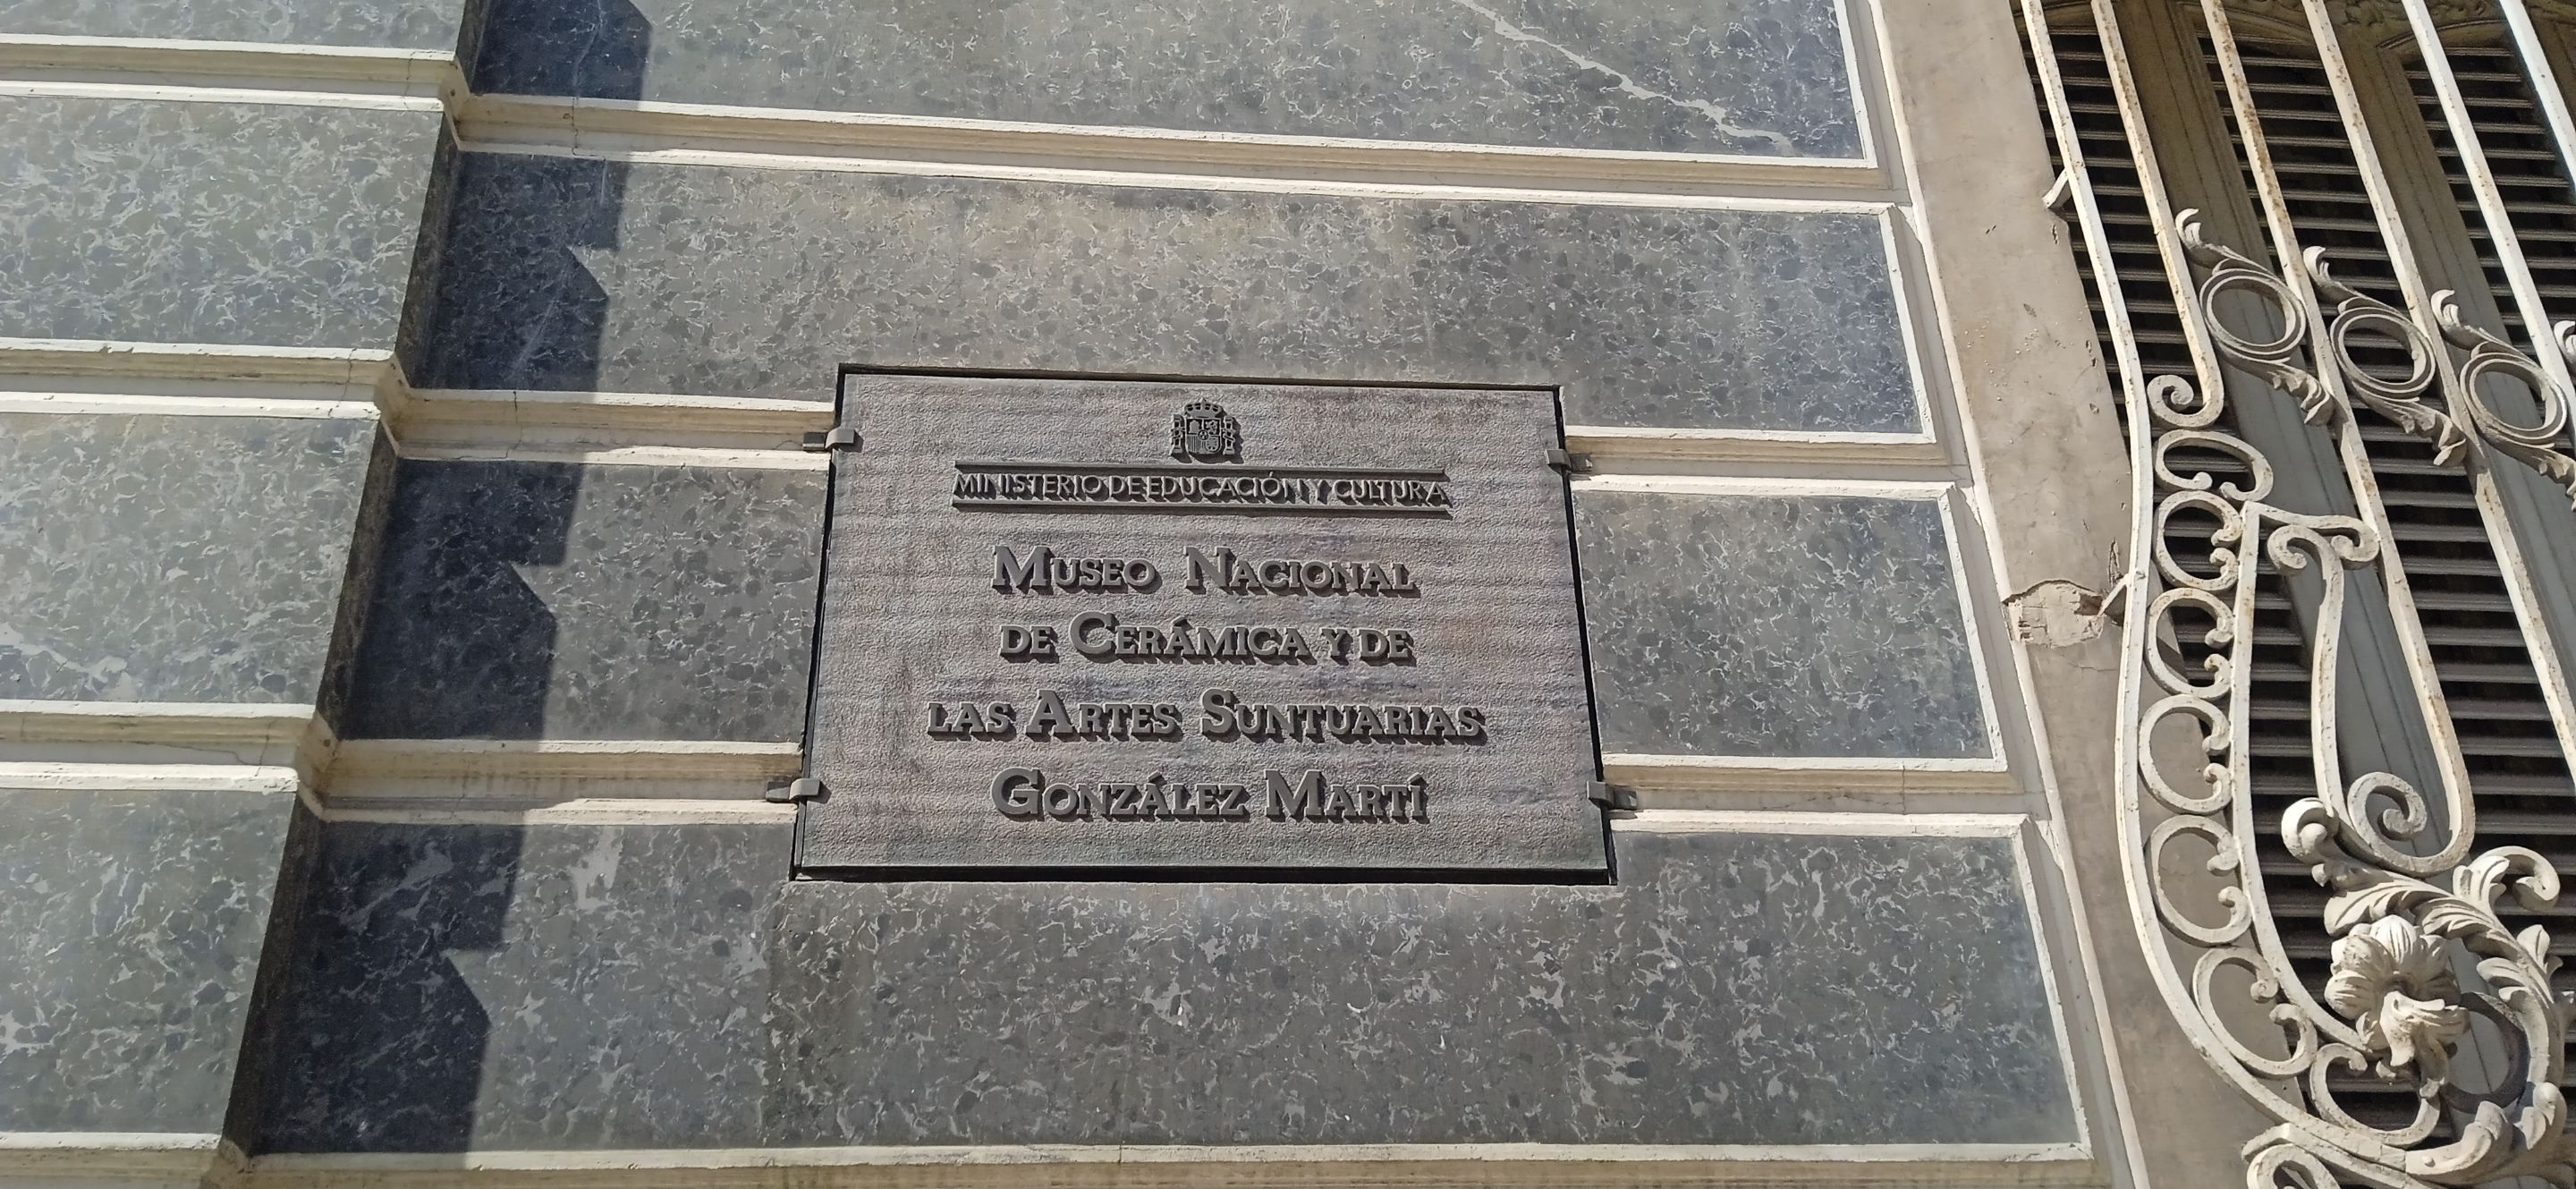 MINISTERIO DE EDUCACIÓN Y CULTURA
MUSEO NACIONAL
DE CERÁMICA Y DE
LAS ARTES SUNTUARIAS
GONZÁLEZ MARTÍ